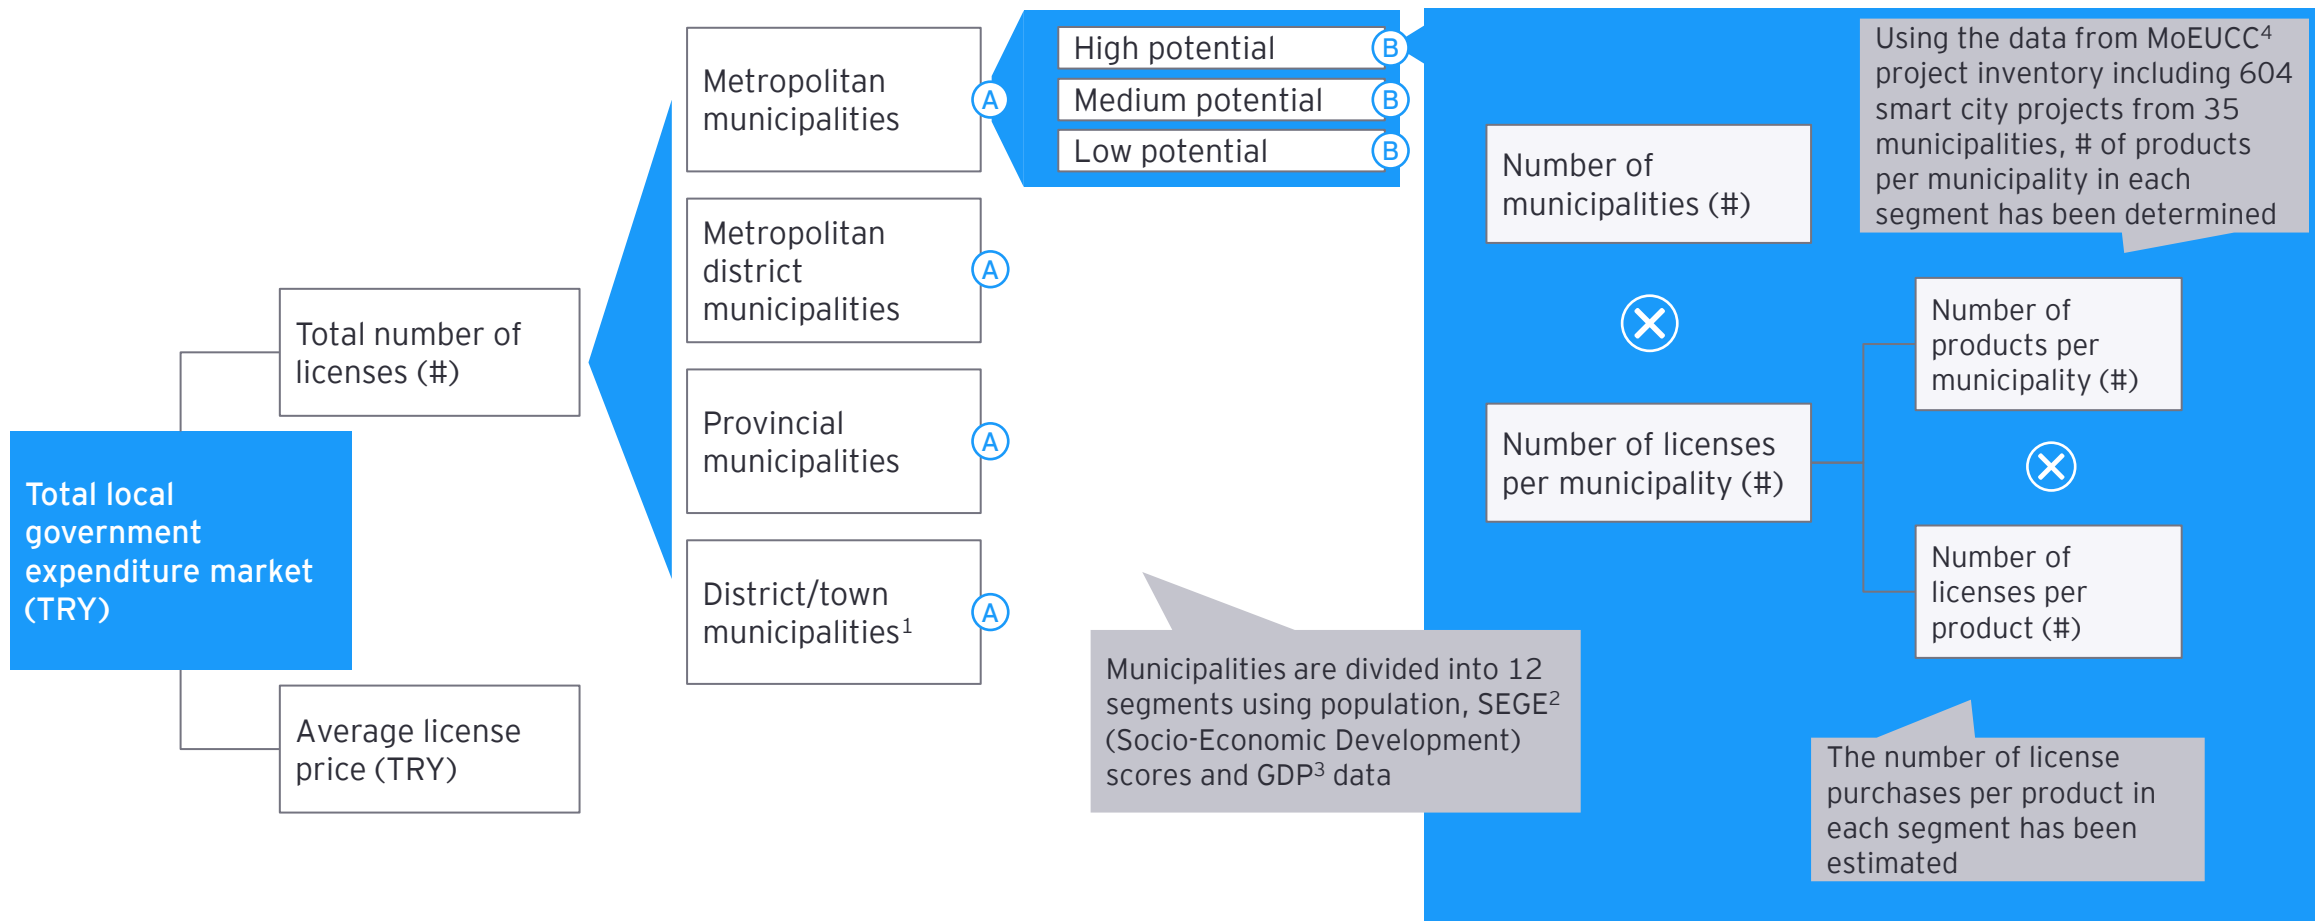 Total local
government
expenditure market
(TRY)
Total number of
licenses (#)
Average license
price (TRY)
Metropolitan
municipalities
A
Metropolitan
district
municipalities
A
Provincial
municipalities
A
District/town
municipalities¹
A
High potential
B
Medium potential
B
Low potential
B
Municipalities are divided into 12
segments using population, SEGE²
(Socio-Economic Development)
scores and GDP³ data
Number of
municipalities (#)
Number of licenses
per municipality (#)
Using the data from MoEUCC⁴
project inventory including 604
smart city projects from 35
municipalities, # of products
per municipality in each
segment has been determined
Number of
products per
municipality (#)
Number of
licenses per
product (#)
The number of license
purchases per product in
each segment has been
estimated